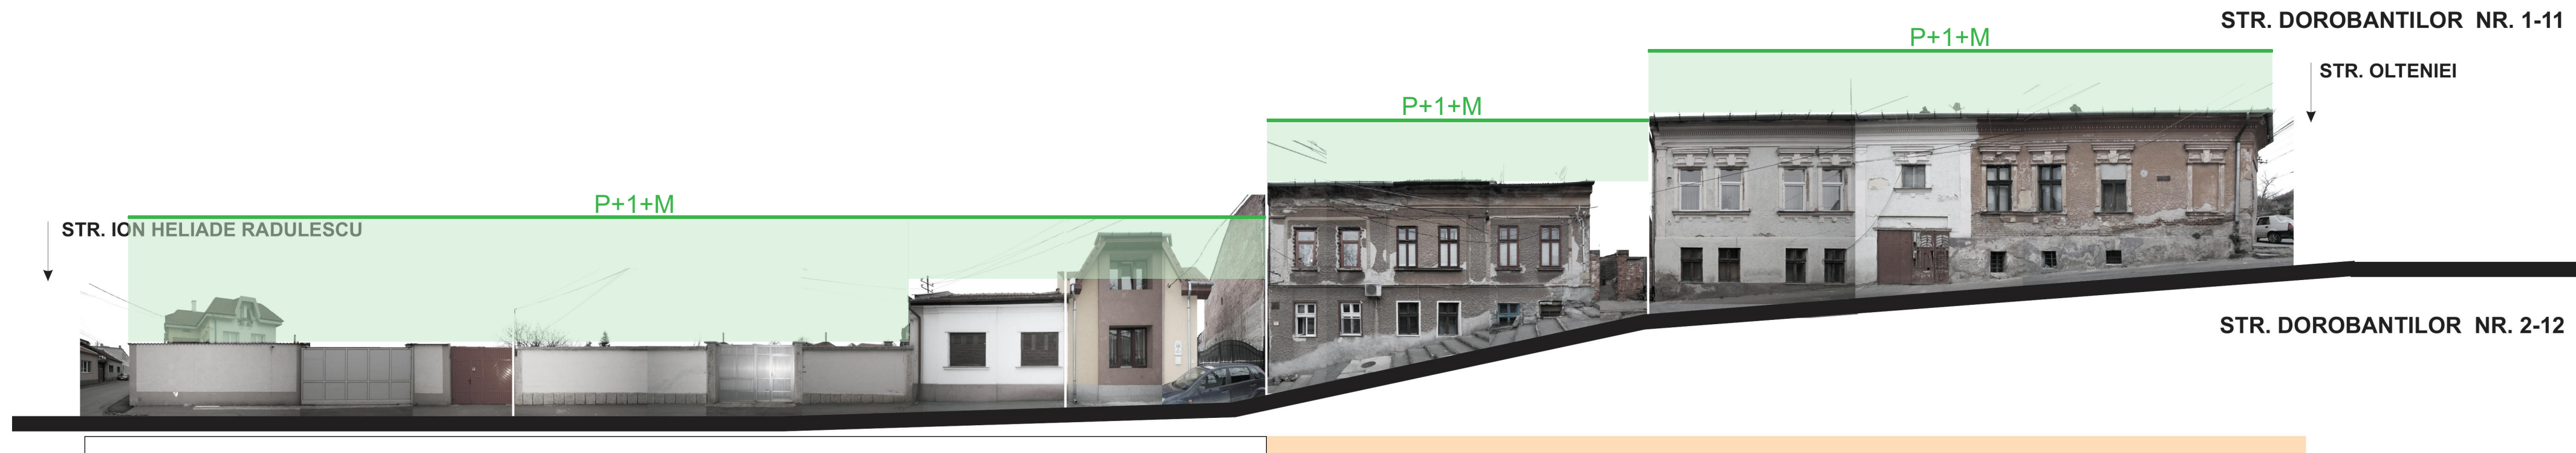 STR. DOROBANTILOR NR. 1-11
P+1+M
STR. OLTENIEI
P+1+M
P+1+M
STR. ION HELIADE RADULESCU
STR. DOROBANTILOR NR. 2-12